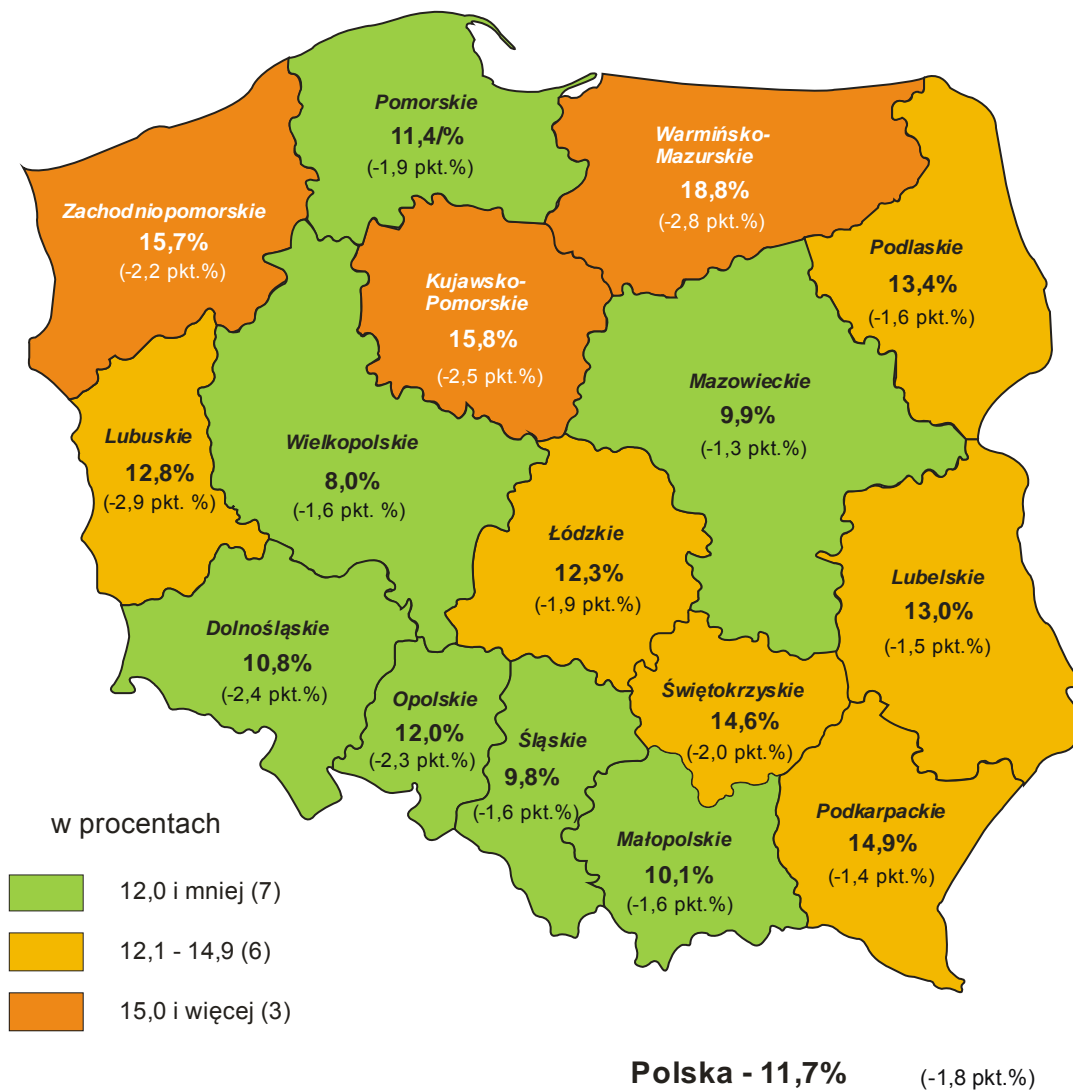 Pomorskie
11,4/%
(-1,9 pkt.%)
Warmińsko-
Mazurskie
18,8%
(-2,8 pkt.%)
Zachodniopomorskie
15,7%
(-2,2 pkt.%)
Podlaskie
13,4%
(-1,6 pkt.%)
Kujawsko-
Pomorskie
15,8%
(-2,5 pkt.%)
Mazowieckie
9,9%
(-1,3 pkt.%)
Lubuskie
12,8%
(-2,9 pkt. %)
Wielkopolskie
8,0%
(-1,6 pkt. %)
Łódzkie
12,3%
(-1,9 pkt.%)
Lubelskie
13,0%
(-1,5 pkt.%)
Dolnośląskie
10,8%
(-2,4 pkt.%)
Opolskie
12,0%
(-2,3 pkt.%)
Śląskie
9,8%
(-1,6 pkt.%)
Świętokrzyskie
14,6%
(-2,0 pkt.%)
Małopolskie
10,1%
(-1,6 pkt.%)
Podkarpackie
14,9%
(-1,4 pkt.%)
w procentach
12,0 i mniej (7)
12,1 - 14,9 (6)
15,0 i więcej (3)
Polska - 11,7% (-1,8 pkt.%)